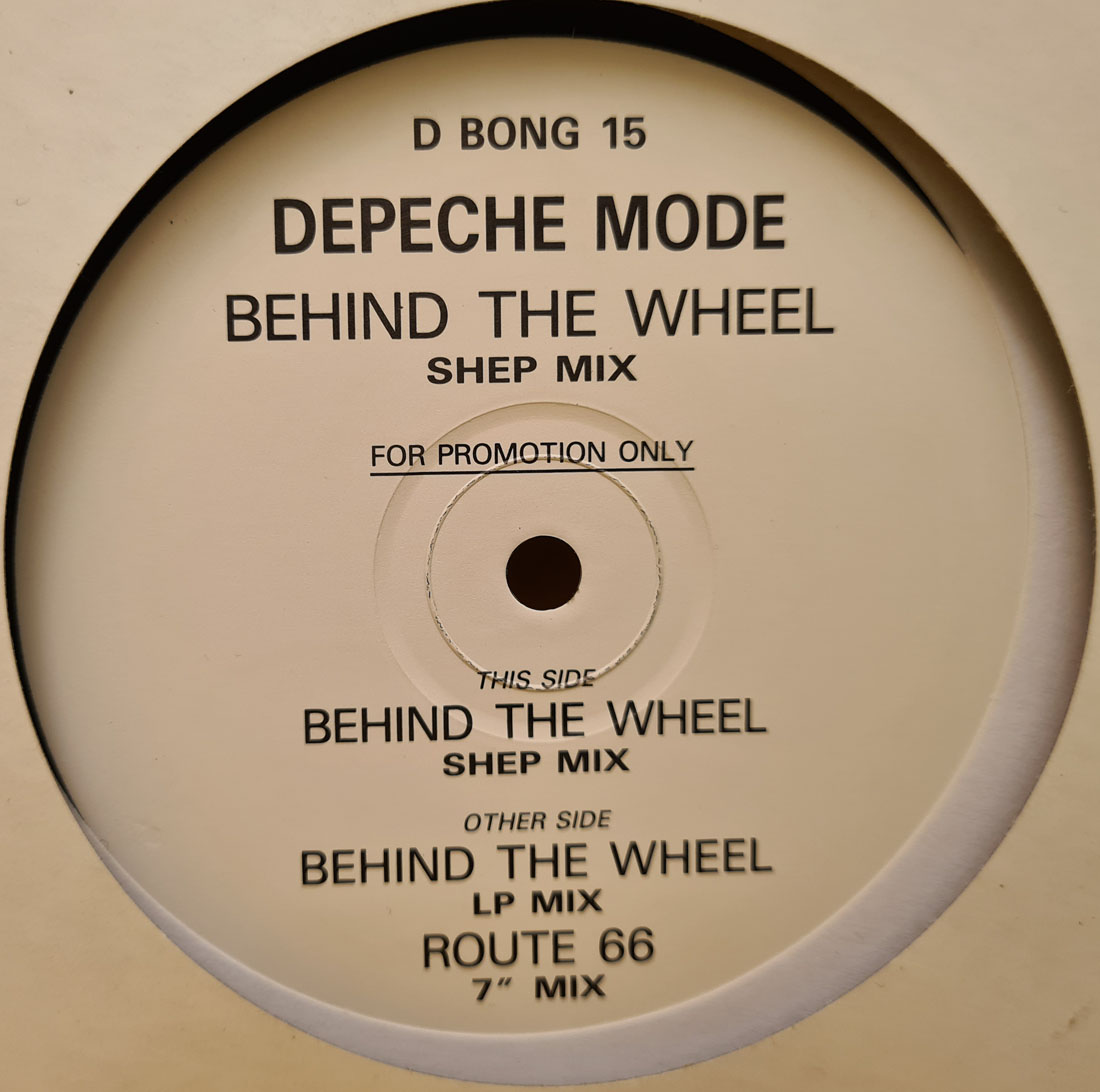 D BONG 15
DEPECHE MODE
BEHIND THE WHEEL
SHEP MIX
FOR PROMOTION ONLY
THIS SIDE
BEHIND THE WHEEL
SHEP MIX
OTHER SIDE
BEHIND THE WHEEL
LP MIX
ROUTE 66
7″ MIX